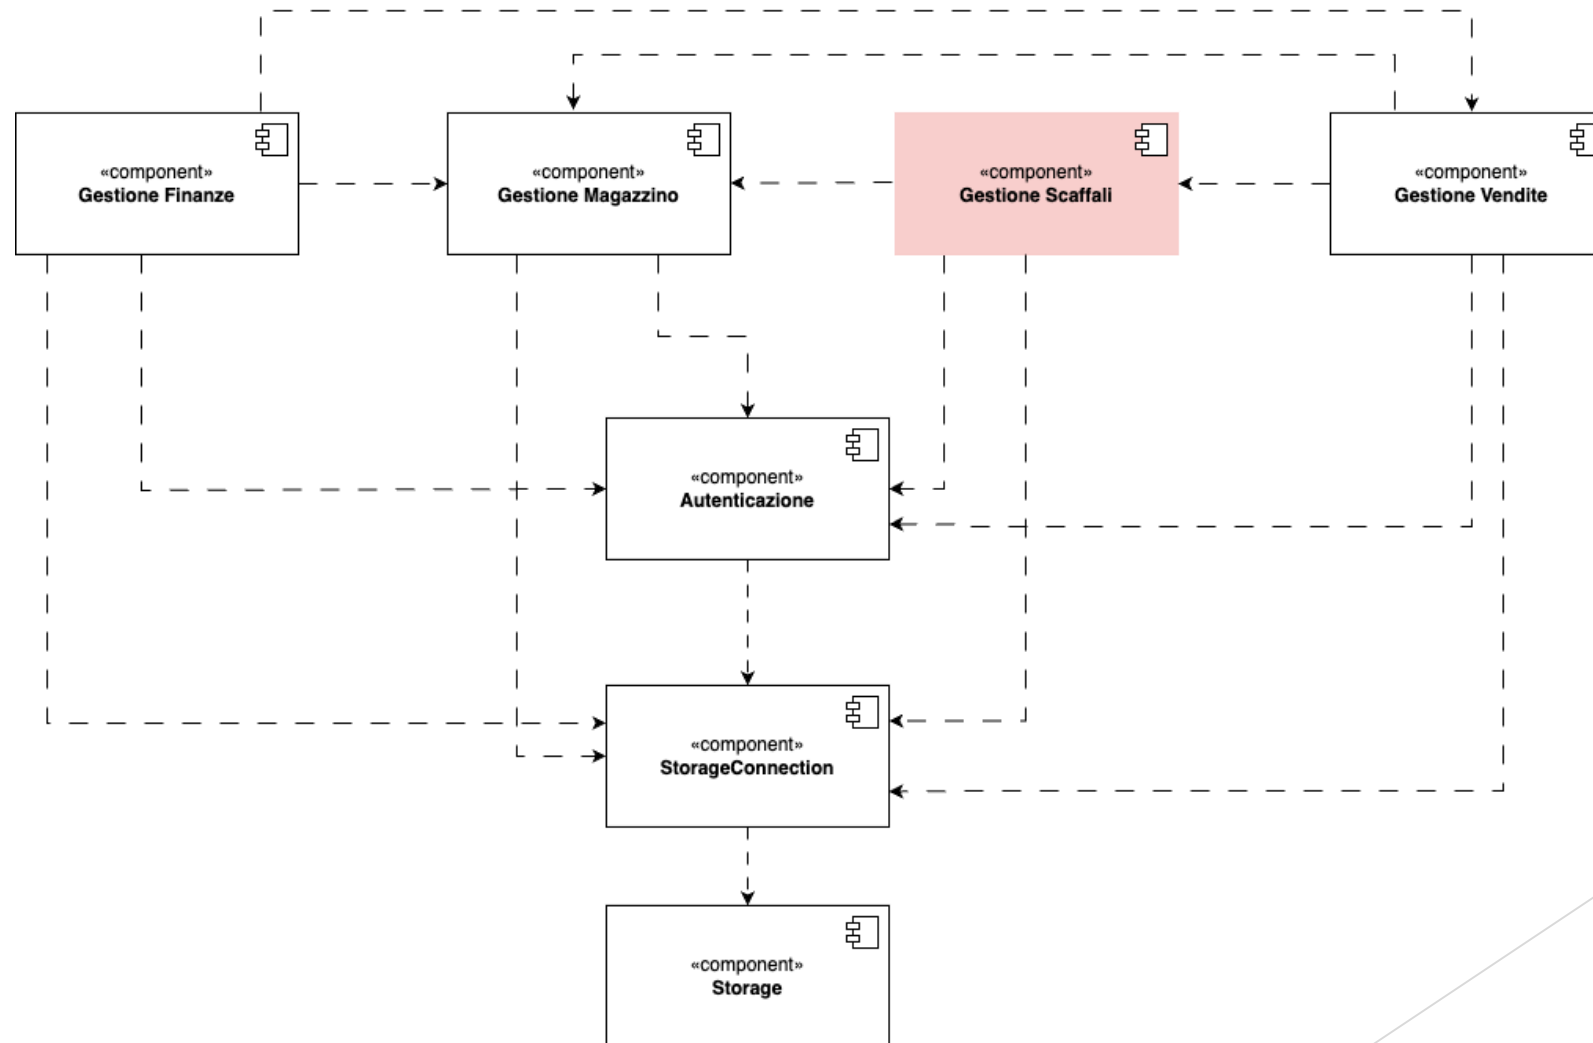 «component»
Gestione Finanze
«component»
Gestione Magazzino
«component»
Gestione Scaffali
«component»
Gestione Vendite
«component»
Autenticazione
«component»
StorageConnection
«component»
Storage